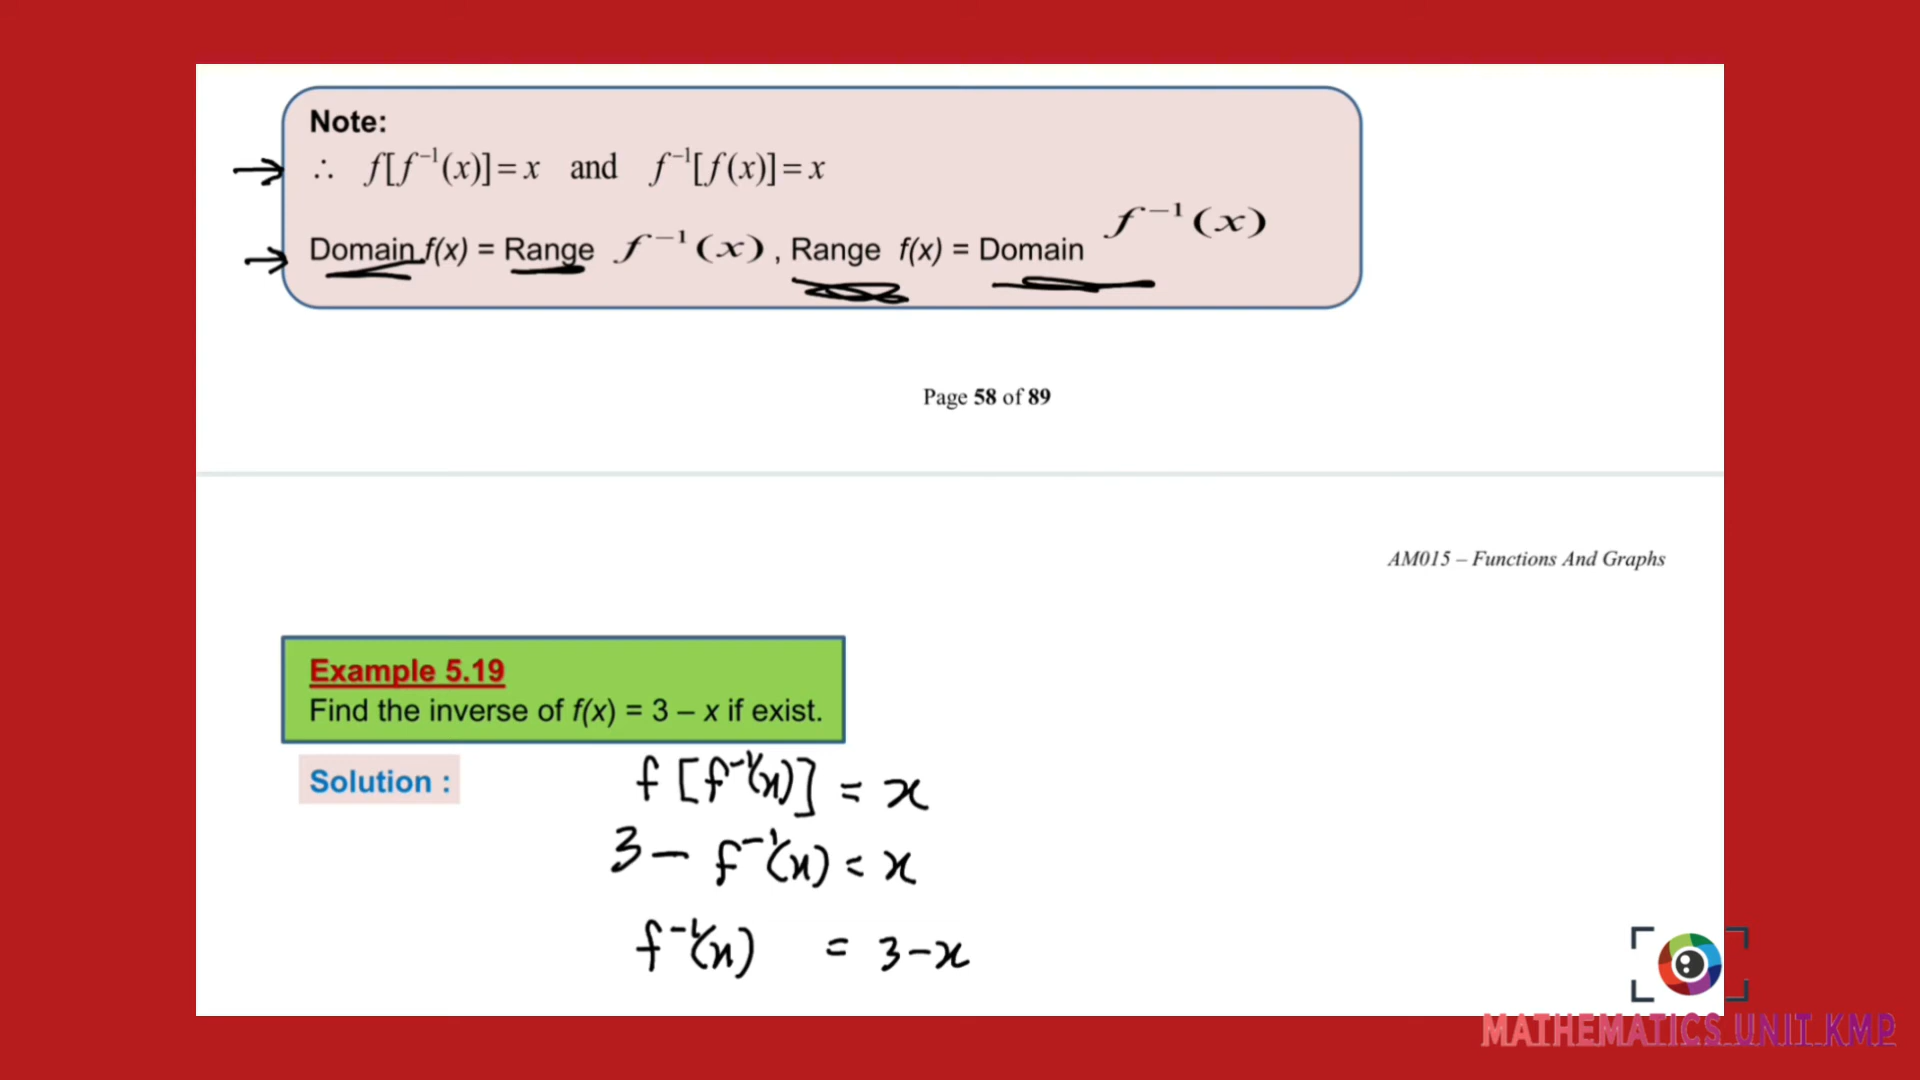 Note:
∴ f[f⁻¹(x)] = x and f⁻¹[f(x)] = x
Domain f(x) = Range f⁻¹(x) , Range f(x) = Domain f⁻¹(x)
Page 58 of 89
AM015 – Functions And Graphs
Example 5.19
Find the inverse of f(x) = 3 – x if exist.
Solution :
f [f⁻¹(x)] = x
3 – f⁻¹(x) = x
f⁻¹(x) = 3 – x
MATHEMATICS UNIT KMP